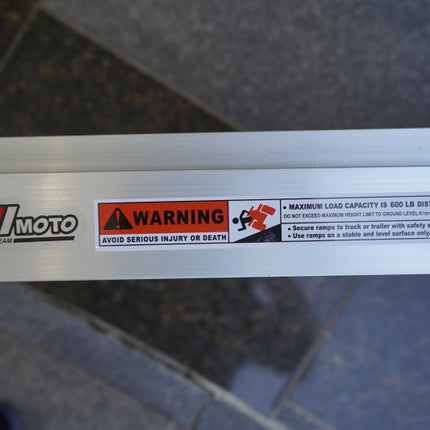 MOTO
EAM
WARNING
AVOID SERIOUS INJURY OR DEATH
• MAXIMUM LOAD CAPACITY IS 600 LB DIST
DO NOT EXCEED MAXIMUM HEIGHT LIMIT TO GROUND LEVEL
• Secure ramps to truck or trailer with safety s
• Use ramps on a stable and level surface only.